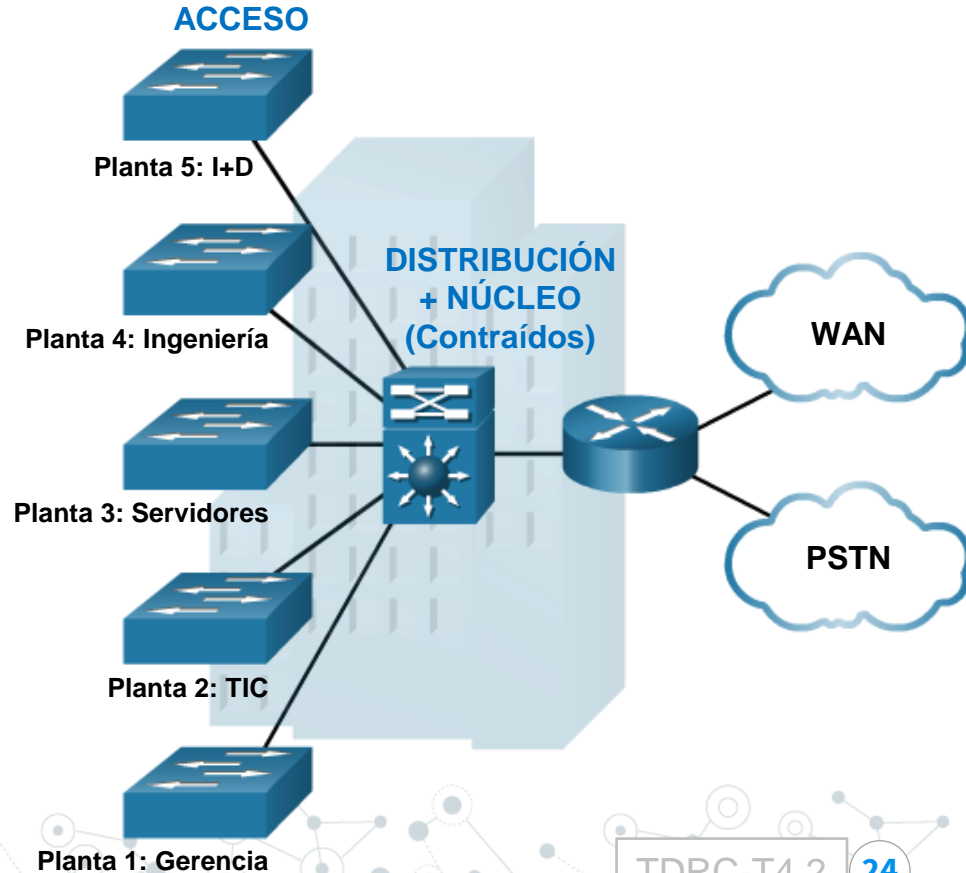 ACCESO
Planta 5: I+D
DISTRIBUCIÓN
+ NÚCLEO
(Contraídos)
Planta 4: Ingeniería
WAN
Planta 3: Servidores
PSTN
Planta 2: TIC
Planta 1: Gerencia
TDRC-T4.2
24